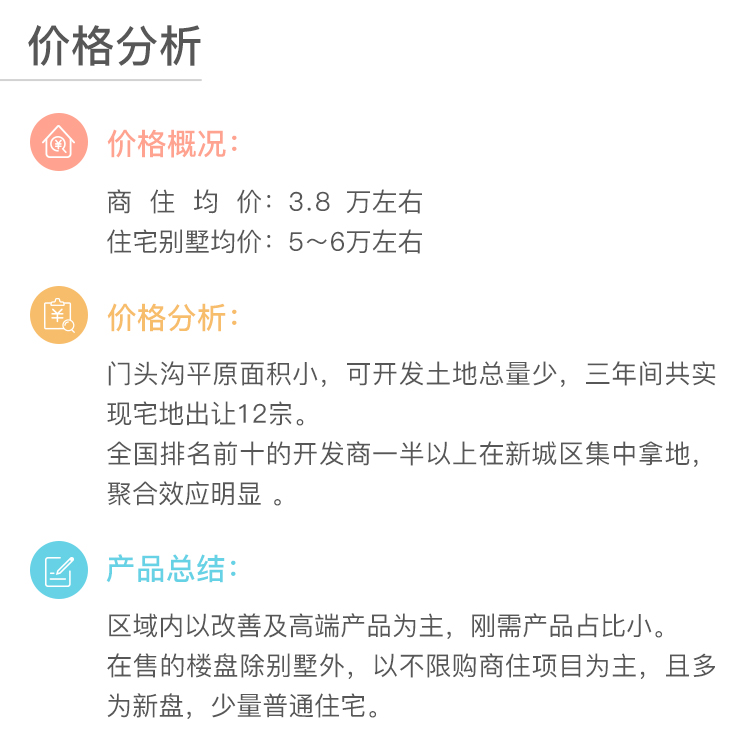 价格分析
价格概况：
商住均价：3.8 万左右
住宅别墅均价：5～6万左右
价格分析：
门头沟平原面积小，可开发土地总量少，三年间共实
现宅地出让12宗。
全国排名前十的开发商一半以上在新城区集中拿地，
聚合效应明显 。
产品总结：
区域内以改善及高端产品为主，刚需产品占比小。
在售的楼盘除别墅外，以不限购商住项目为主，且多
为新盘，少量普通住宅。